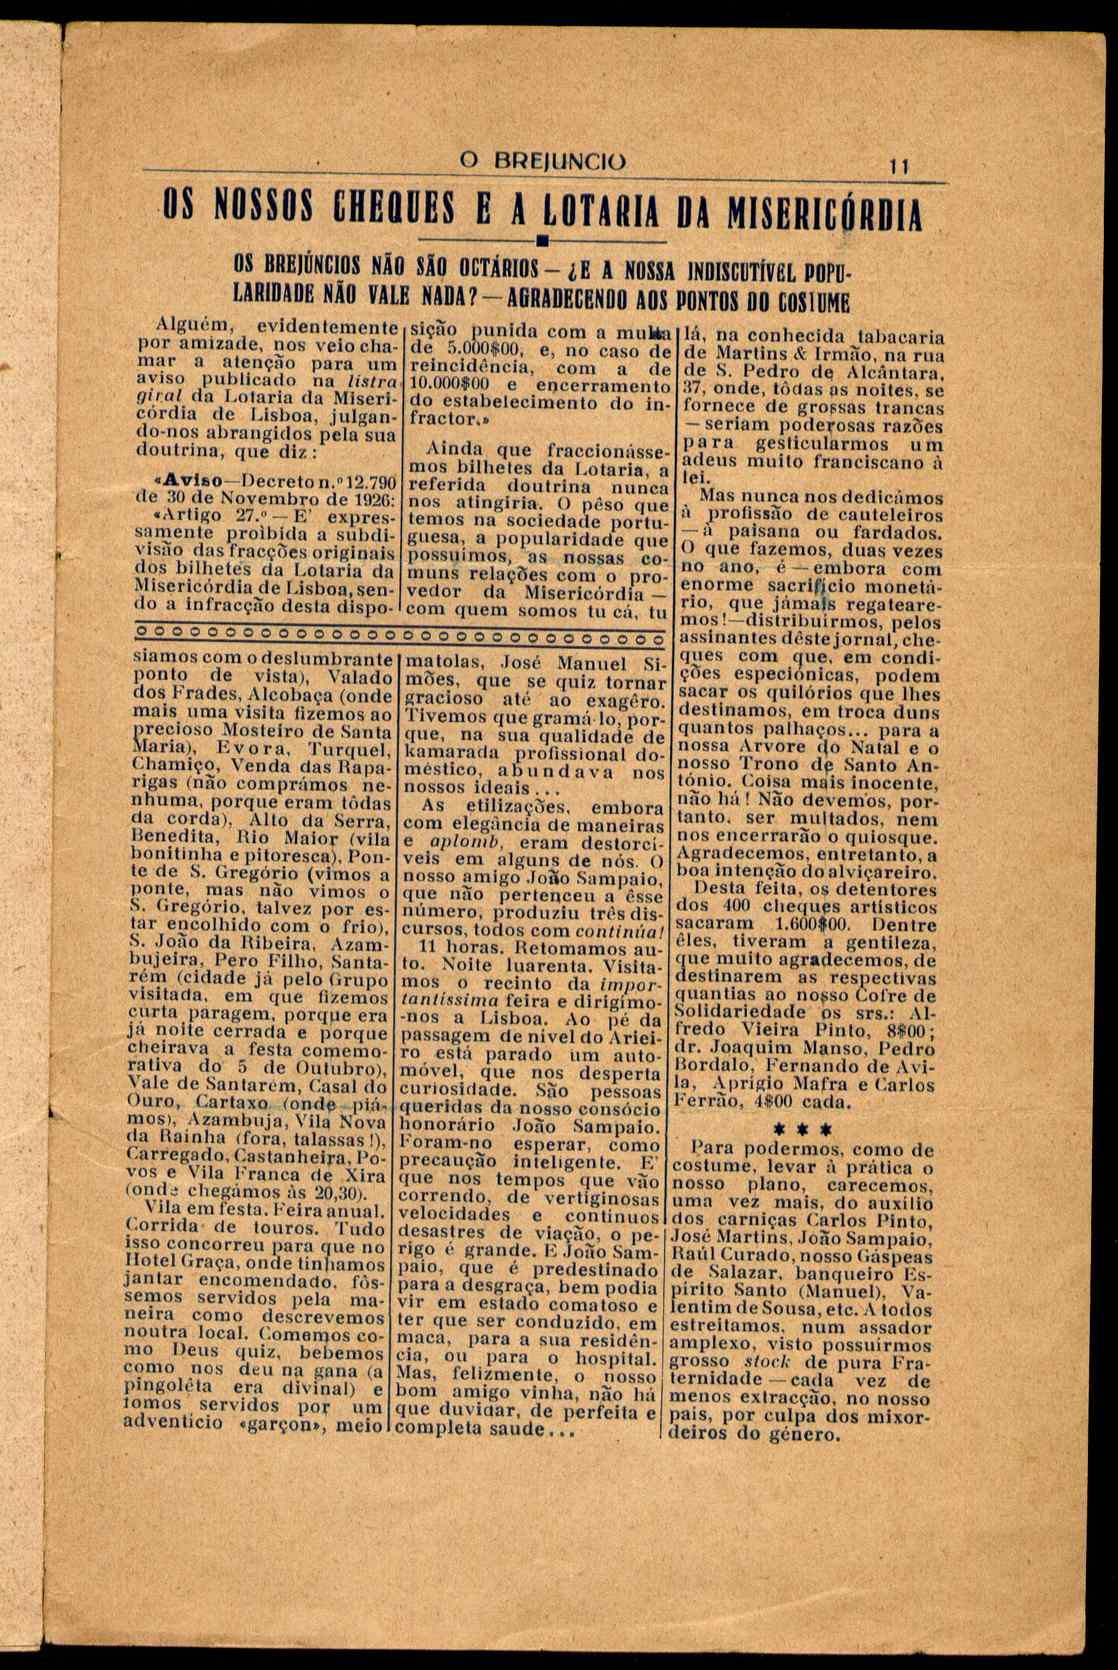 O BREJUNCIO
11
OS NOSSOS CHEQUES E A LOTARIA DA MISERICÓRDIA
OS BREJÚNCIOS NÃO SÃO OCTÁRIOS — ¿E A NOSSA INDISCUTÍVEL POPU-
LARIDADE NÃO VALE NADA? — AGRADECENDO AOS PONTOS DO COSTUME
Alguém, evidentemente
por amizade, nos veio cha-
mar a atenção para um
aviso publicado na listra
giral da Lotaria da Miseri-
córdia de Lisboa, julgan-
do-nos abrangidos pela sua
doutrina, que diz:
«Aviso—Decreto n.º 12.790
de 30 de Novembro de 1926:
«Artigo 27.º — E' expres-
samente proibida a subdi-
visão das fracções originais
dos bilhetes da Lotaria da
Misericórdia de Lisboa, sen-
do a infracção desta dispo-
sição punida com a multa
de 5.000$00, e, no caso de
reincidência, com a de
10.000$00 e encerramento
do estabelecimento do in-
fractor.»
Ainda que fraccionásse-
mos bilhetes da Lotaria, a
referida doutrina nunca
nos atingiria. O pêso que
temos na sociedade portu-
guesa, a popularidade que
possuimos, as nossas co-
muns relações com o pro-
vedor da Misericórdia —
com quem somos tu cá, tu
lá, na conhecida tabacaria
de Martins & Irmão, na rua
de S. Pedro de Alcântara,
37, onde, tôdas as noites, se
fornece de grossas trancas
— seriam poderosas razões
para gesticularmos um
adeus muito franciscano à
lei.
Mas nunca nos dedicámos
à profissão de cauteleiros
— à paisana ou fardados.
O que fazemos, duas vezes
no ano, é — embora com
enorme sacrifício monetá-
rio, que jámais regateare-
mos!—distribuirmos, pelos
assinantes dêste jornal, che-
ques com que, em condi-
ções especiónicas, podem
sacar os quilórios que lhes
destinamos, em troca duns
quantos palhaços... para a
nossa Arvore do Natal e o
nosso Trono de Santo An-
tónio. Coisa mais inocente,
não há! Não devemos, por-
tanto, ser multados, nem
nos encerrarão o quiosque.
Agradecemos, entretanto, a
boa intenção do alviçareiro.
Desta feita, os detentores
dos 400 cheques artísticos
sacaram 1.600$00. Dentre
êles, tiveram a gentileza,
que muito agradecemos, de
destinarem as respectivas
quantias ao nosso Cofre de
Solidariedade os srs.: Al-
fredo Vieira Pinto, 8$00;
dr. Joaquim Manso, Pedro
Bordalo, Fernando de Avi-
la, Aprígio Mafra e Carlos
Ferrão, 4$00 cada.
* * *
Para podermos, como de
costume, levar à prática o
nosso plano, carecemos,
uma vez mais, do auxilio
dos carniças Carlos Pinto,
José Martins, João Sampaio,
Raúl Curado, nosso Gáspeas
de Salazar, banqueiro Es-
pírito Santo (Manuel), Va-
lentim de Sousa, etc. A todos
estreitamos, num assador
amplexo, visto possuirmos
grosso stock de pura Fra-
ternidade — cada vez de
menos extracção, no nosso
país, por culpa dos mixor-
deiros do género.
siamos com o deslumbrante
ponto de vista), Valado
dos Frades, Alcobaça (onde
mais uma visita fizemos ao
precioso Mosteiro de Santa
Maria), Evora, Turquel,
Chamiço, Venda das Rapa-
rigas (não comprámos ne-
nhuma, porque eram tôdas
da corda), Alto da Serra,
Benedita, Rio Maior (vila
bonitinha e pitoresca), Pon-
te de S. Gregório (vimos a
ponte, mas não vimos o
S. Gregório, talvez por es-
tar encolhido com o frio),
S. João da Ribeira, Azam-
bujeira, Pero Filho, Santa-
rém (cidade já pelo Grupo
visitada, em que fizemos
curta paragem, porque era
já noite cerrada e porque
cheirava a festa comemo-
rativa do 5 de Outubro),
Vale de Santarém, Casal do
Ouro, Cartaxo (onde piá-
mos), Azambuja, Vila Nova
da Rainha (fora, talassas!),
Carregado, Castanheira, Po-
vos e Vila Franca de Xira
(onde chegámos às 20,30).
Vila em festa. Feira anual.
Corrida de touros. Tudo
isso concorreu para que no
Hotel Graça, onde tinhamos
jantar encomendado, fôs-
semos servidos pela ma-
neira como descrevemos
noutra local. Comemos co-
mo Deus quiz, bebemos
como nos deu na gana (a
pingolêta era divinal) e
fomos servidos por um
adventício «garçon», meio
matolas, José Manuel Si-
mões, que se quiz tornar
gracioso até ao exagêro.
Tivemos que gramá-lo, por-
que, na sua qualidade de
kamarada profissional do-
méstico, abundava nos
nossos ideais...
As etilizações, embora
com elegância de maneiras
e aplomb, eram destorcí-
veis em alguns de nós. O
nosso amigo João Sampaio,
que não pertenceu a êsse
número, produziu três dis-
cursos, todos com continúa!
11 horas. Retomamos au-
to. Noite luarenta. Visita-
mos o recinto da impor-
tantíssima feira e dirigímo-
-nos a Lisboa. Ao pé da
passagem de nível do Ariei-
ro está parado um auto-
móvel, que nos desperta
curiosidade. São pessoas
queridas da nosso consócio
honorário João Sampaio.
Foram-no esperar, como
precaução inteligente. E'
que nos tempos que vão
correndo, de vertiginosas
velocidades e contínuos
desastres de viação, o pe-
rigo é grande. E João Sam-
paio, que é predestinado
para a desgraça, bem podia
vir em estado comatoso e
ter que ser conduzido, em
maca, para a sua residên-
cia, ou para o hospital.
Mas, felizmente, o nosso
bom amigo vinha, não há
que duvidar, de perfeita e
completa saude...